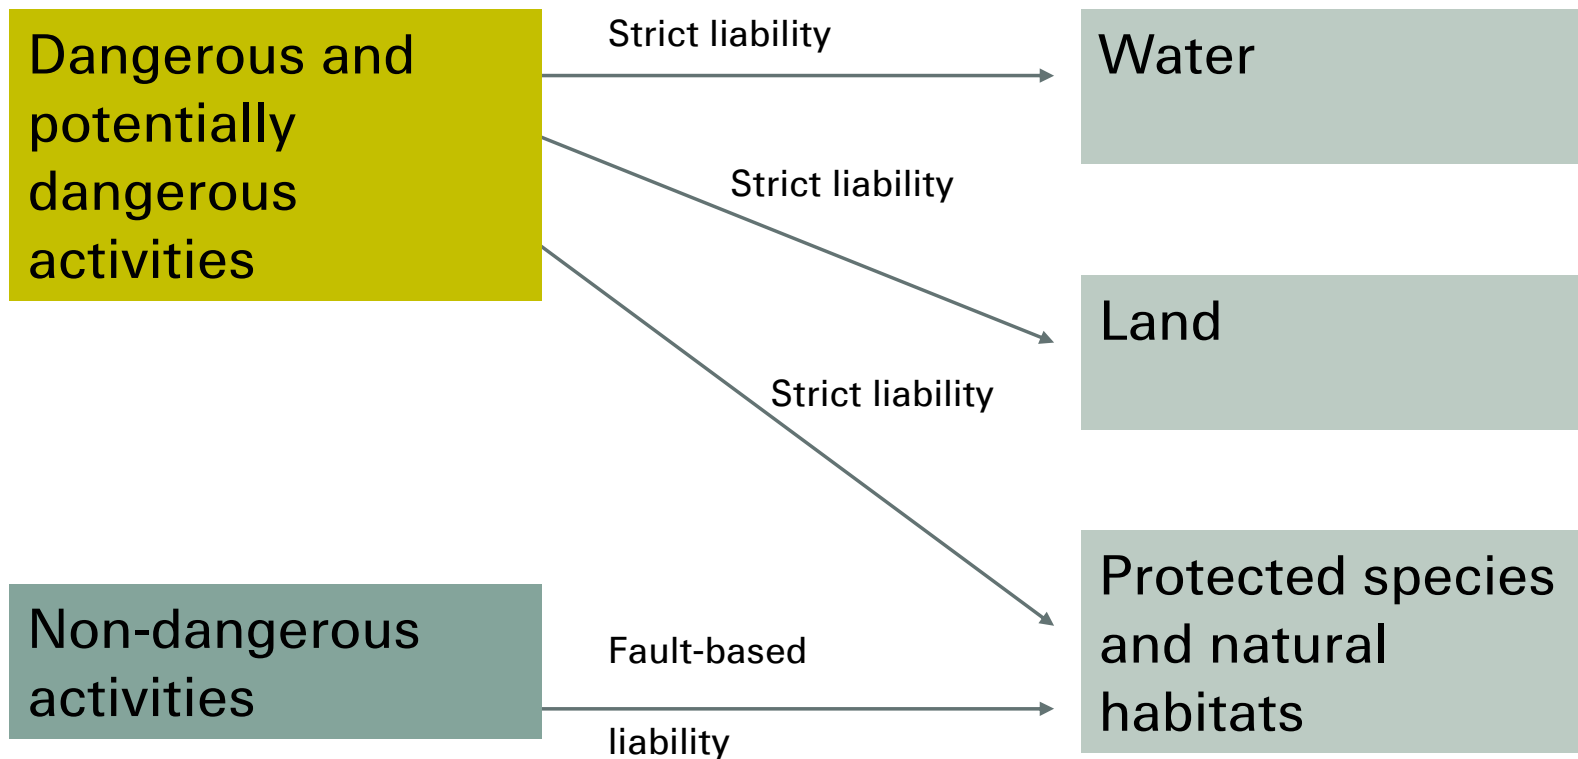 Dangerous and
potentially
dangerous
activities
Strict liability
Water
Strict liability
Land
Strict liability
Non-dangerous
activities
Fault-based
liability
Protected species
and natural
habitats